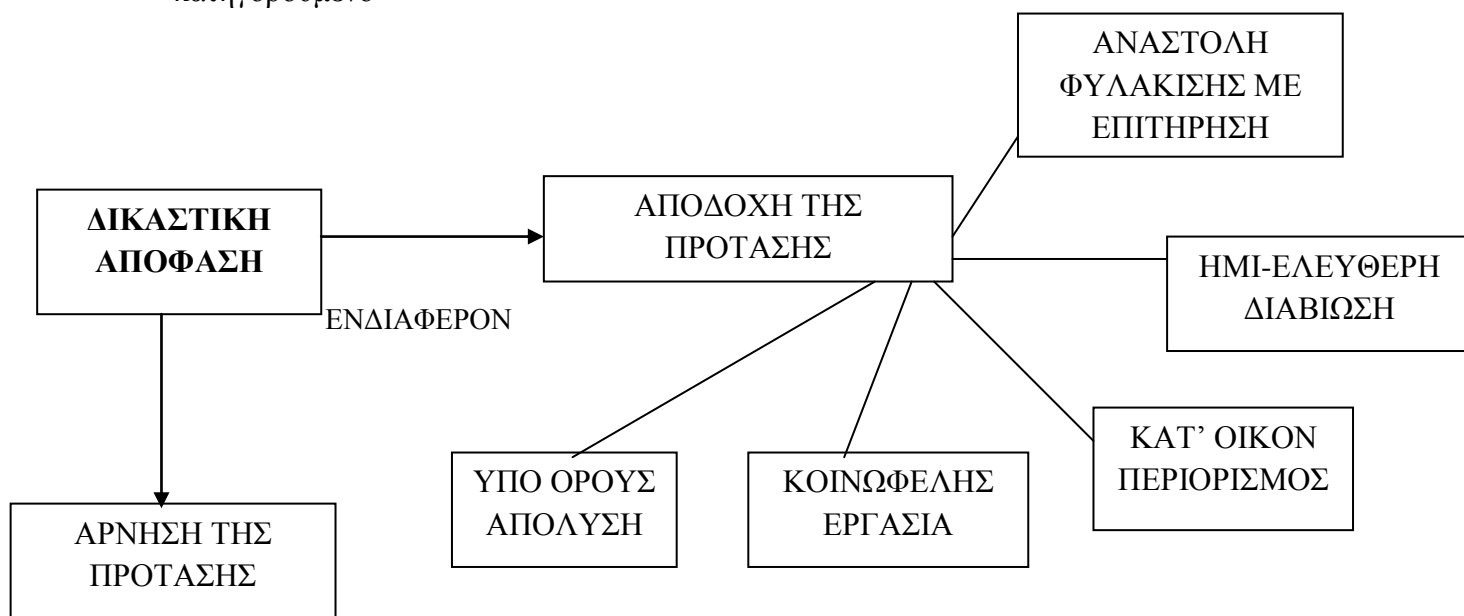 κατηγορούμενο
ΑΝΑΣΤΟΛΗ
ΦΥΛΑΚΙΣΗΣ ΜΕ
ΕΠΙΤΗΡΗΣΗ
ΔΙΚΑΣΤΙΚΗ
ΑΠΟΦΑΣΗ
ΑΠΟΔΟΧΗ ΤΗΣ
ΠΡΟΤΑΣΗΣ
ΗΜΙ-ΕΛΕΥΘΕΡΗ
ΔΙΑΒΙΩΣΗ
ΕΝΔΙΑΦΕΡΟΝ
ΚΑΤ’ ΟΙΚΟΝ
ΠΕΡΙΟΡΙΣΜΟΣ
ΥΠΟ ΟΡΟΥΣ
ΑΠΟΛΥΣΗ
ΚΟΙΝΩΦΕΛΗΣ
ΕΡΓΑΣΙΑ
ΑΡΝΗΣΗ ΤΗΣ
ΠΡΟΤΑΣΗΣ